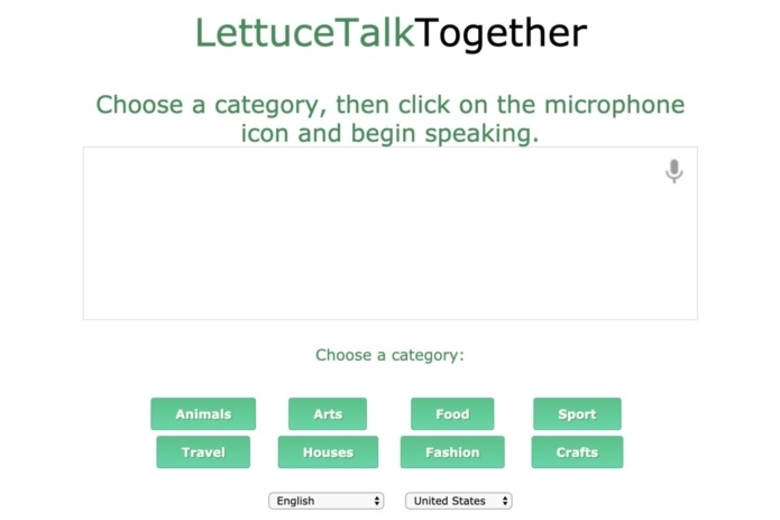 LettuceTalkTogether
Choose a category, then click on the microphone
icon and begin speaking.
Choose a category:
Animals Arts Food Sport
Travel Houses Fashion Crafts
English United States